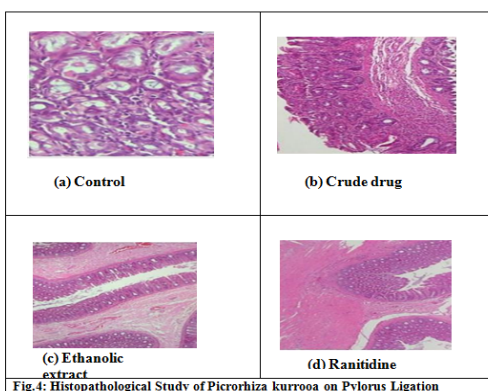 (a) Control
(b) Crude drug
(c) Ethanolic
extract
(d) Ranitidine
Fig.4: Histopathological Study of Picrorhiza kurrooa on Pylorus Ligation